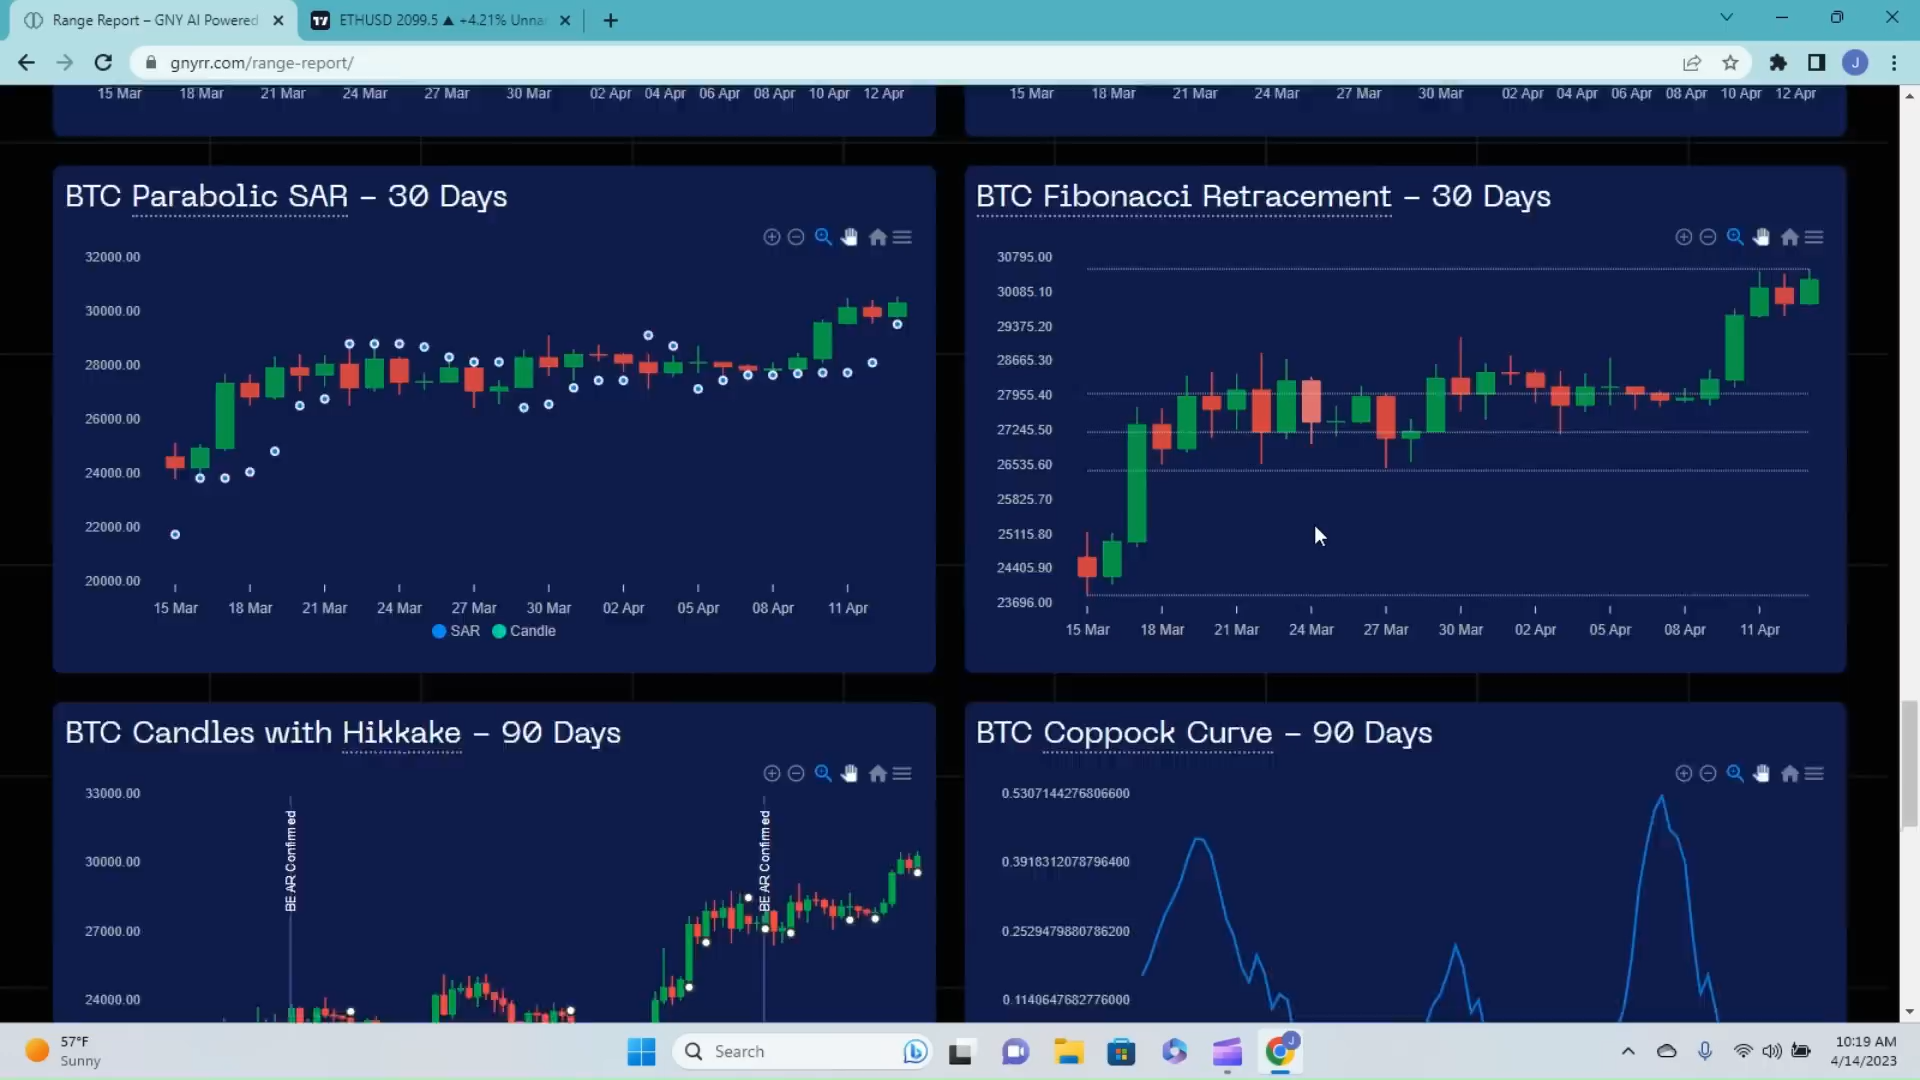 Range Report – GNY AI Powered
ETHUSD 2099.5 ▲ +4.21% Unna
gnyrr.com/range-report/
J
15 Mar 18 Mar 21 Mar 24 Mar 27 Mar 30 Mar 02 Apr 04 Apr 06 Apr 08 Apr 10 Apr 12 Apr
15 Mar 18 Mar 21 Mar 24 Mar 27 Mar 30 Mar 02 Apr 04 Apr 06 Apr 08 Apr 10 Apr 12 Apr
BTC Parabolic SAR – 30 Days
32000.00
30000.00
28000.00
26000.00
24000.00
22000.00
20000.00
15 Mar 18 Mar 21 Mar 24 Mar 27 Mar 30 Mar 02 Apr 05 Apr 08 Apr 11 Apr
SAR Candle
BTC Fibonacci Retracement – 30 Days
30795.00
30085.10
29375.20
28665.30
27955.40
27245.50
26535.60
25825.70
25115.80
24405.90
23696.00
15 Mar 18 Mar 21 Mar 24 Mar 27 Mar 30 Mar 02 Apr 05 Apr 08 Apr 11 Apr
BTC Candles with Hikkake – 90 Days
33000.00
30000.00
27000.00
24000.00
BEAR Confirmed
BEAR Confirmed
BTC Coppock Curve – 90 Days
0.5307144276806600
0.3918312078796400
0.2529479880786200
0.1140647682776000
57°F
Sunny
Search
J
10:19 AM
4/14/2023